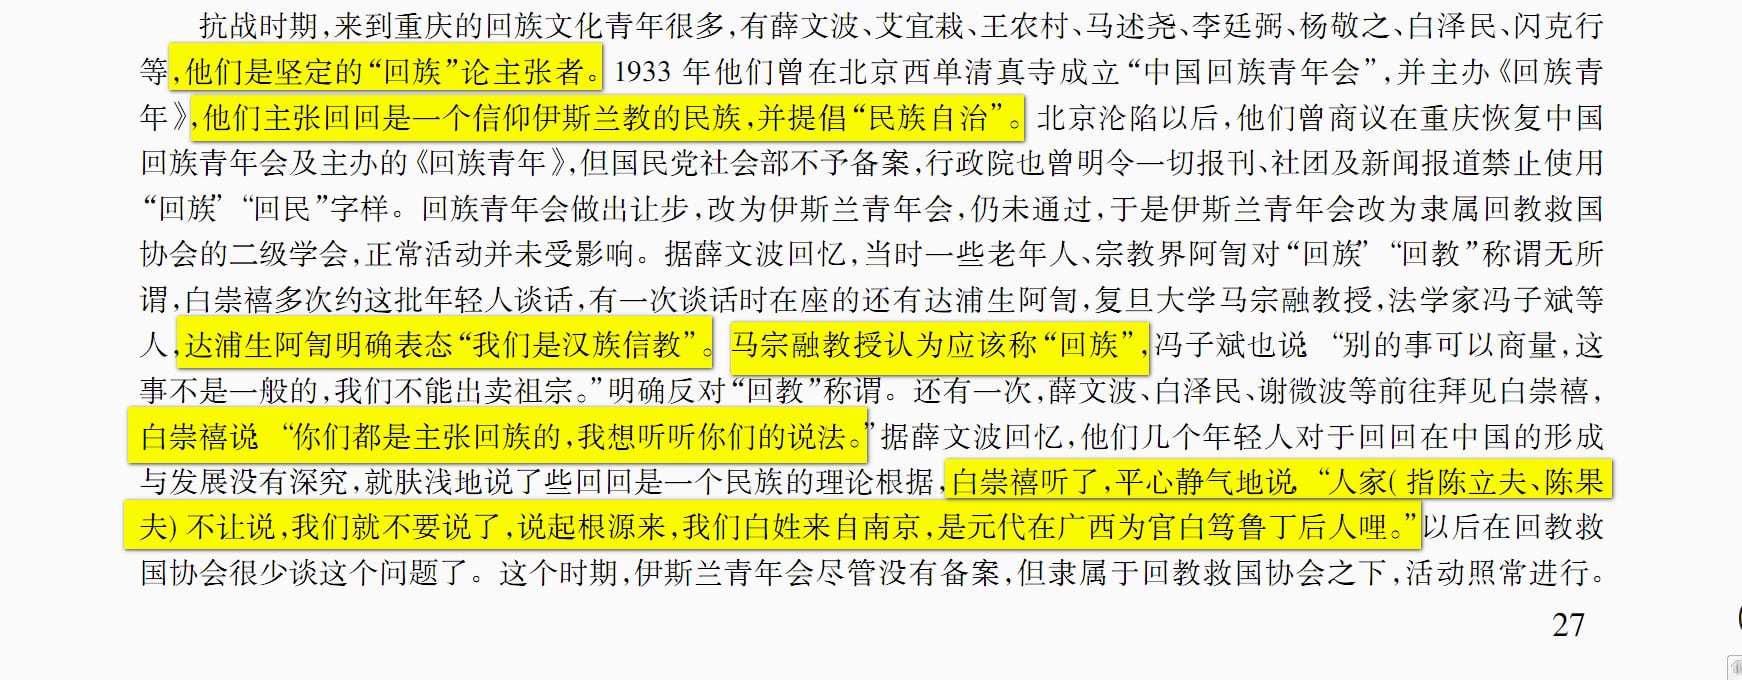 抗战时期,来到重庆的回族文化青年很多,有薛文波、艾宜栽、王农村、马述尧、李廷弼、杨敬之、白泽民、闪克行
等,他们是坚定的“回族”论主张者。1933 年他们曾在北京西单清真寺成立“中国回族青年会”,并主办《回族青
年》,他们主张回回是一个信仰伊斯兰教的民族,并提倡“民族自治”。北京沦陷以后,他们曾商议在重庆恢复中国
回族青年会及主办的《回族青年》,但国民党社会部不予备案,行政院也曾明令一切报刊、社团及新闻报道禁止使用
“回族”“回民”字样。回族青年会做出让步,改为伊斯兰青年会,仍未通过,于是伊斯兰青年会改为隶属回教救国
协会的二级学会,正常活动并未受影响。据薛文波回忆,当时一些老年人、宗教界阿訇对“回族”“回教”称谓无所
谓,白崇禧多次约这批年轻人谈话,有一次谈话时在座的还有达浦生阿訇,复旦大学马宗融教授,法学家冯子斌等
人,达浦生阿訇明确表态“我们是汉族信教”。马宗融教授认为应该称“回族”,冯子斌也说:“别的事可以商量,这
事不是一般的,我们不能出卖祖宗。”明确反对“回教”称谓。还有一次,薛文波、白泽民、谢微波等前往拜见白崇禧,
白崇禧说:“你们都是主张回族的,我想听听你们的说法。”据薛文波回忆,他们几个年轻人对于回回在中国的形成
与发展没有深究,就肤浅地说了些回回是一个民族的理论根据,白崇禧听了,平心静气地说:“人家(指陈立夫、陈果
夫)不让说,我们就不要说了,说起根源来,我们白姓来自南京,是元代在广西为官白笃鲁丁后人哩。”以后在回教救
国协会很少谈这个问题了。这个时期,伊斯兰青年会尽管没有备案,但隶属于回教救国协会之下,活动照常进行。
27